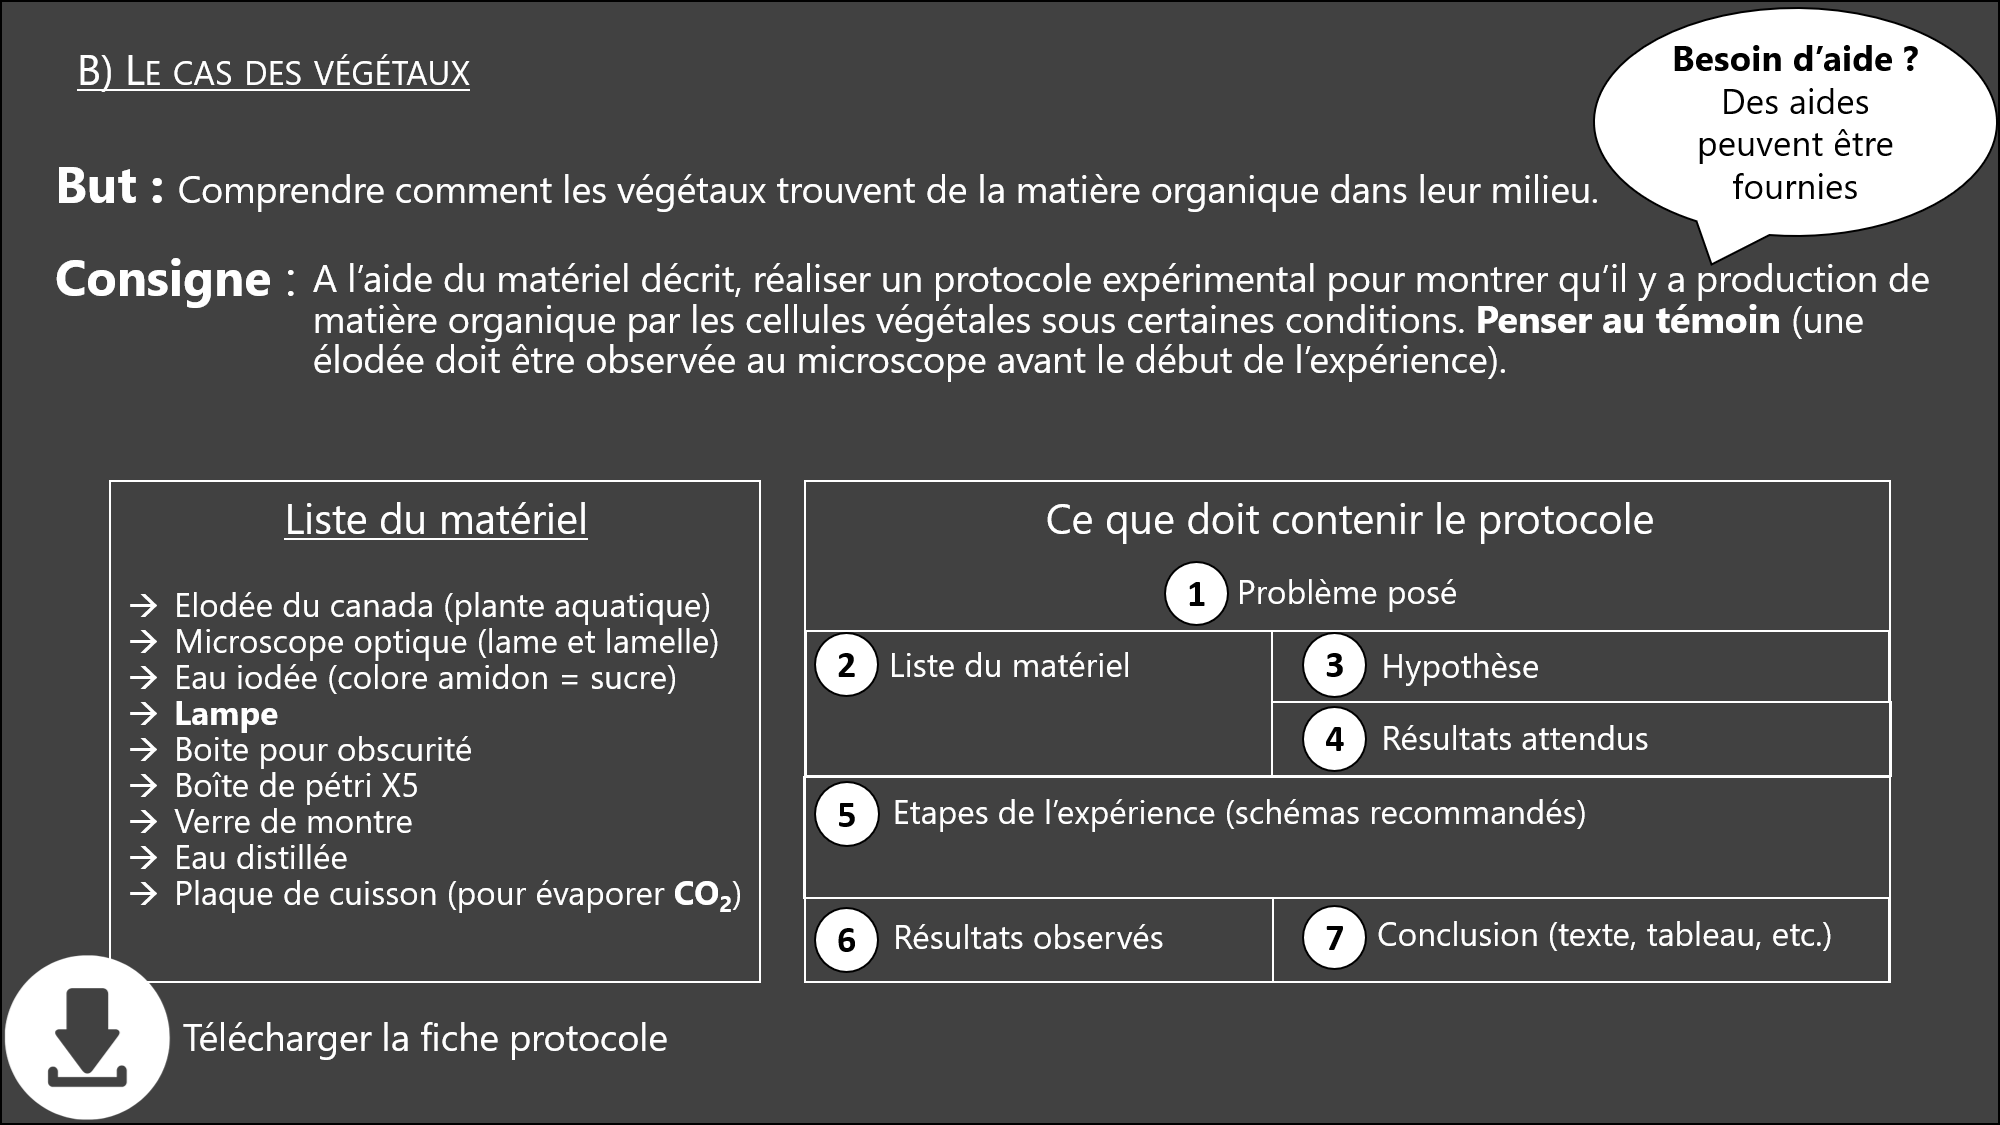 B) LE CAS DES VÉGÉTAUX
Besoin d’aide ?
Des aides
peuvent être
fournies
But : Comprendre comment les végétaux trouvent de la matière organique dans leur milieu.
Consigne : A l’aide du matériel décrit, réaliser un protocole expérimental pour montrer qu’il y a production de
matière organique par les cellules végétales sous certaines conditions. Penser au témoin (une
élodée doit être observée au microscope avant le début de l’expérience).
Liste du matériel
→ Elodée du canada (plante aquatique)
→ Microscope optique (lame et lamelle)
→ Eau iodée (colore amidon = sucre)
→ Lampe
→ Boite pour obscurité
→ Boîte de pétri X5
→ Verre de montre
→ Eau distillée
→ Plaque de cuisson (pour évaporer CO₂)
Ce que doit contenir le protocole
1 Problème posé
2 Liste du matériel
3 Hypothèse
4 Résultats attendus
5 Etapes de l’expérience (schémas recommandés)
6 Résultats observés
7 Conclusion (texte, tableau, etc.)
Télécharger la fiche protocole